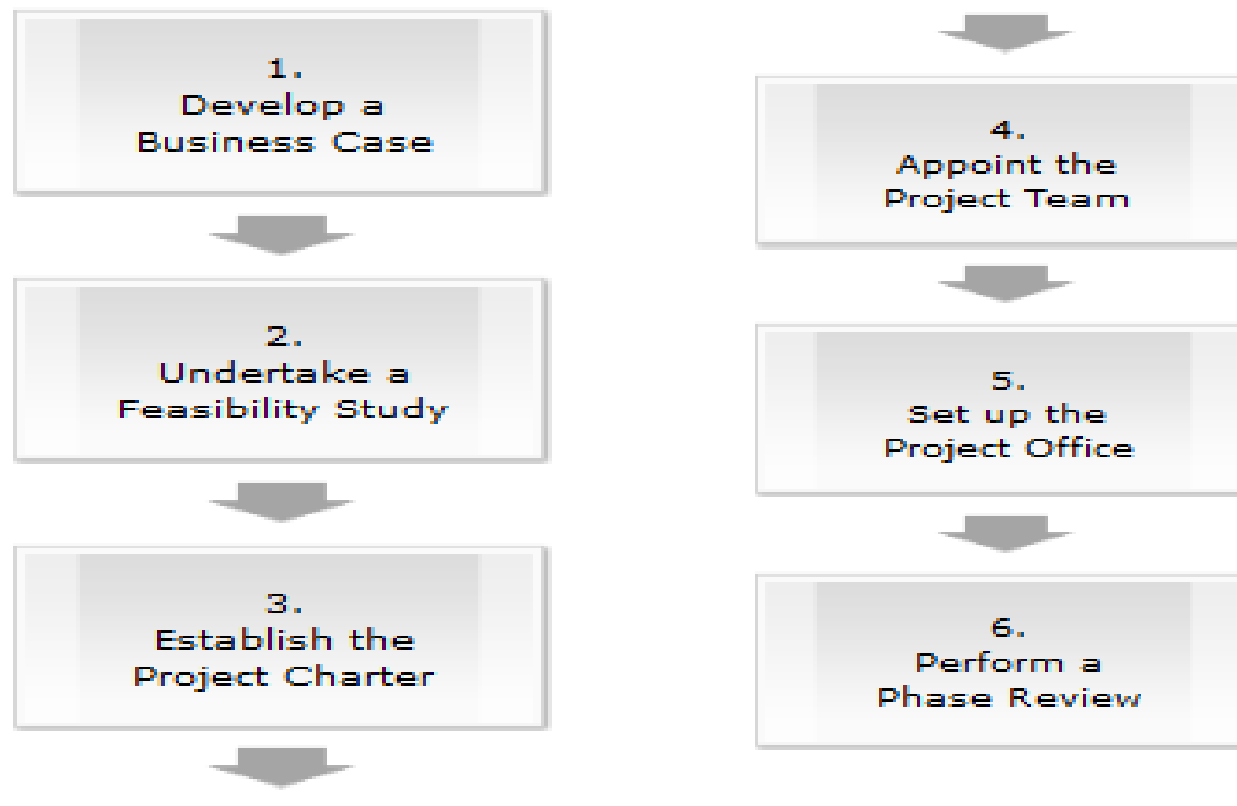 1.
Develop a
Business Case
2.
Undertake a
Feasibility Study
3.
Establish the
Project Charter
4.
Appoint the
Project Team
5.
Set up the
Project Office
6.
Perform a
Phase Review